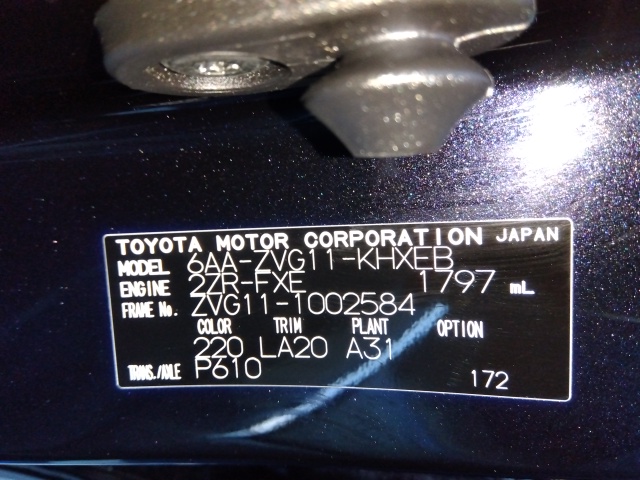 TOYOTA MOTOR CORPORATION JAPAN
MODEL 6AA-ZVG11-KHXEB
ENGINE 2ZR-FXE 1797 mL
FRAME No. ZVG11-1002584
COLOR TRIM PLANT OPTION
220 LA20 A31
TRANS./AXLE P610 172